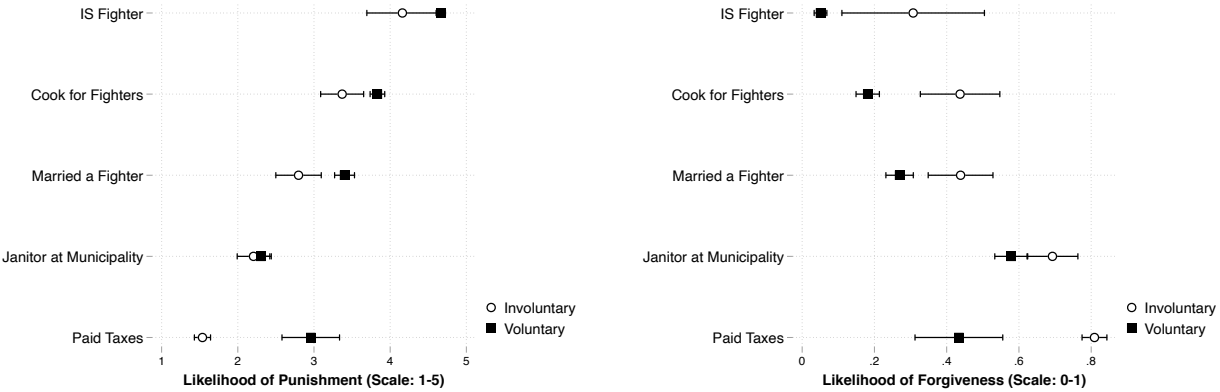 IS Fighter
Cook for Fighters
Married a Fighter
Janitor at Municipality
Paid Taxes
Involuntary
Voluntary
1 2 3 4 5
Likelihood of Punishment (Scale: 1-5)
IS Fighter
Cook for Fighters
Married a Fighter
Janitor at Municipality
Paid Taxes
Involuntary
Voluntary
0 .2 .4 .6 .8
Likelihood of Forgiveness (Scale: 0-1)